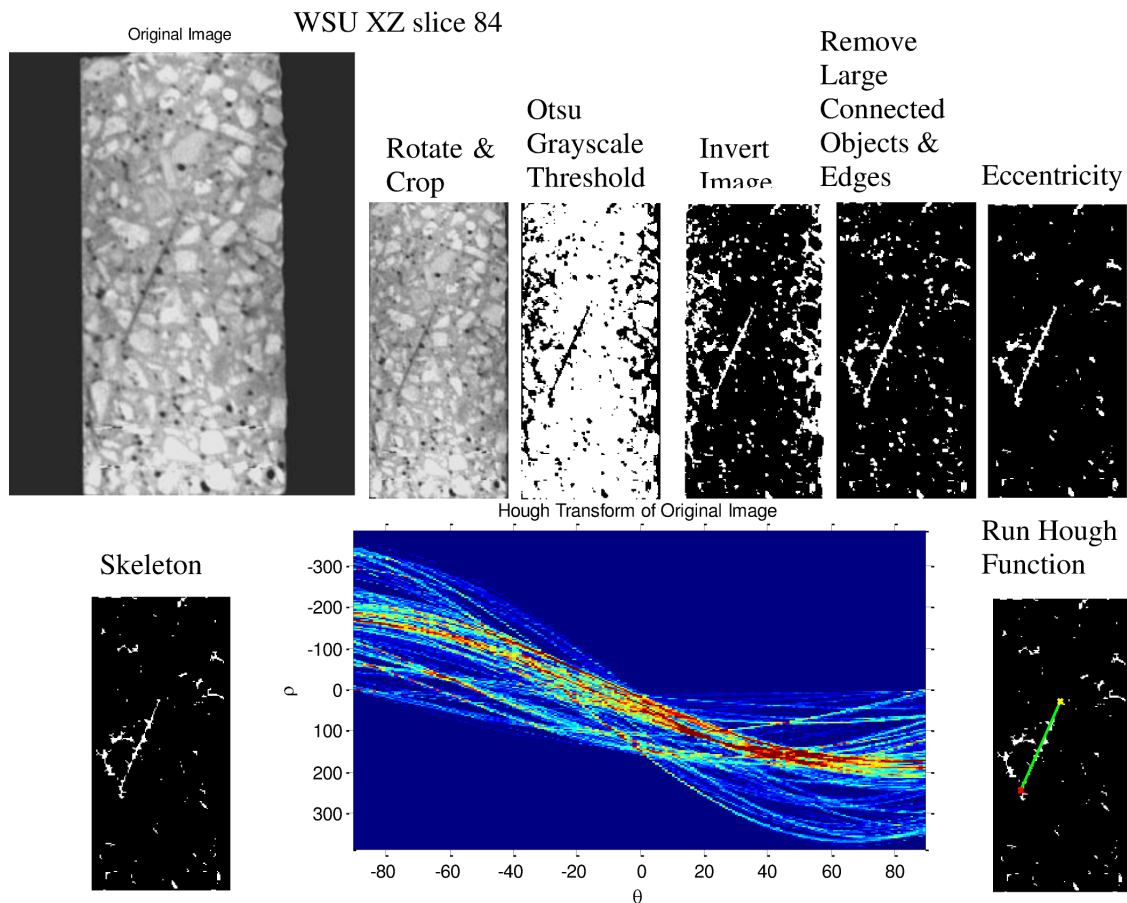 WSU XZ slice 84
Original Image
Rotate &
Crop
Otsu
Grayscale
Threshold
Invert
Image
Remove
Large
Connected
Objects &
Edges
Eccentricity
Skeleton
Hough Transform of Original Image
-300
-200
-100
0
100
200
300
ρ
-80
-60
-40
-20
0
20
40
60
80
θ
Run Hough
Function